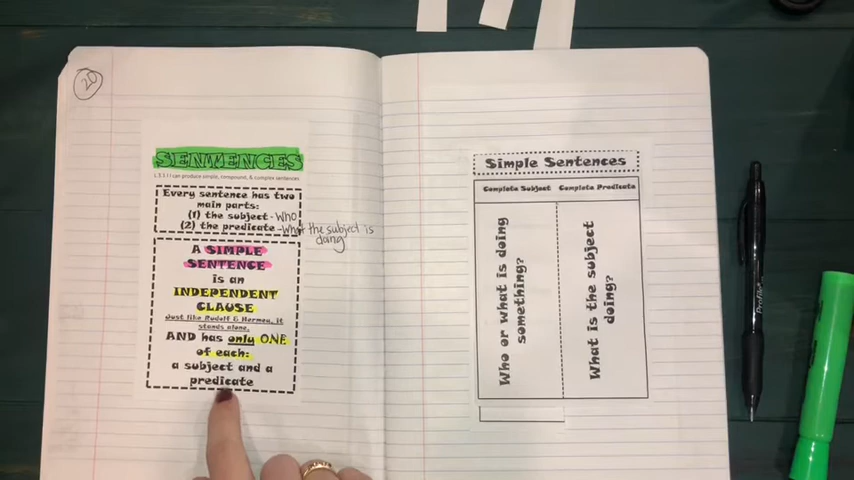 20
SENTENCES
L.3.1.I I can produce simple, compound, & complex sentences
Every sentence has two
main parts:
(1) the subject - Who
(2) the predicate - what the subject is
doing
A SIMPLE
SENTENCE
is an
INDEPENDENT
CLAUSE
Just like Rudolf & Hermea, it
stands alone.
AND has only ONE
of each:
a subject and a
predicate
Simple Sentences
Complete Subject Complete Predicate
Who or what is doing
something?
What is the subject
doing?
Profile